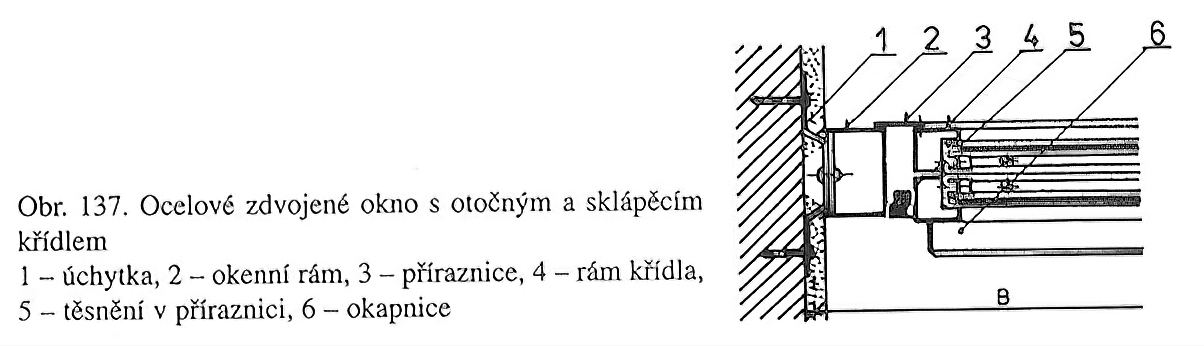 Obr. 137. Ocelové zdvojené okno s otočným a sklápěcím
křídlem
1 – úchytka, 2 – okenní rám, 3 – příraznice, 4 – rám křídla,
5 – těsnění v příraznici, 6 – okapnice
1 2 3 4 5 6
B